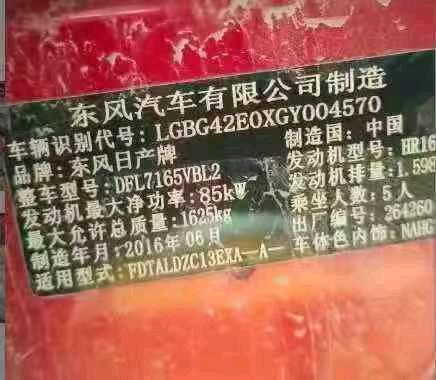 东风汽车有限公司制造
车辆识别代号：LGBG42E0XGY004570 制造国：中国
品牌：东风日产牌 发动机型号：HR16
整车型号：DFL7165VBL2 发动机排量：1.598
发动机最大净功率：85kW 乘坐人数：5人
最大允许总质量：1625kg 出厂编号：264260
制造年月：2016年06月 车体色内饰：NAHG
适用型式：FDTALDZC13EXA—A—